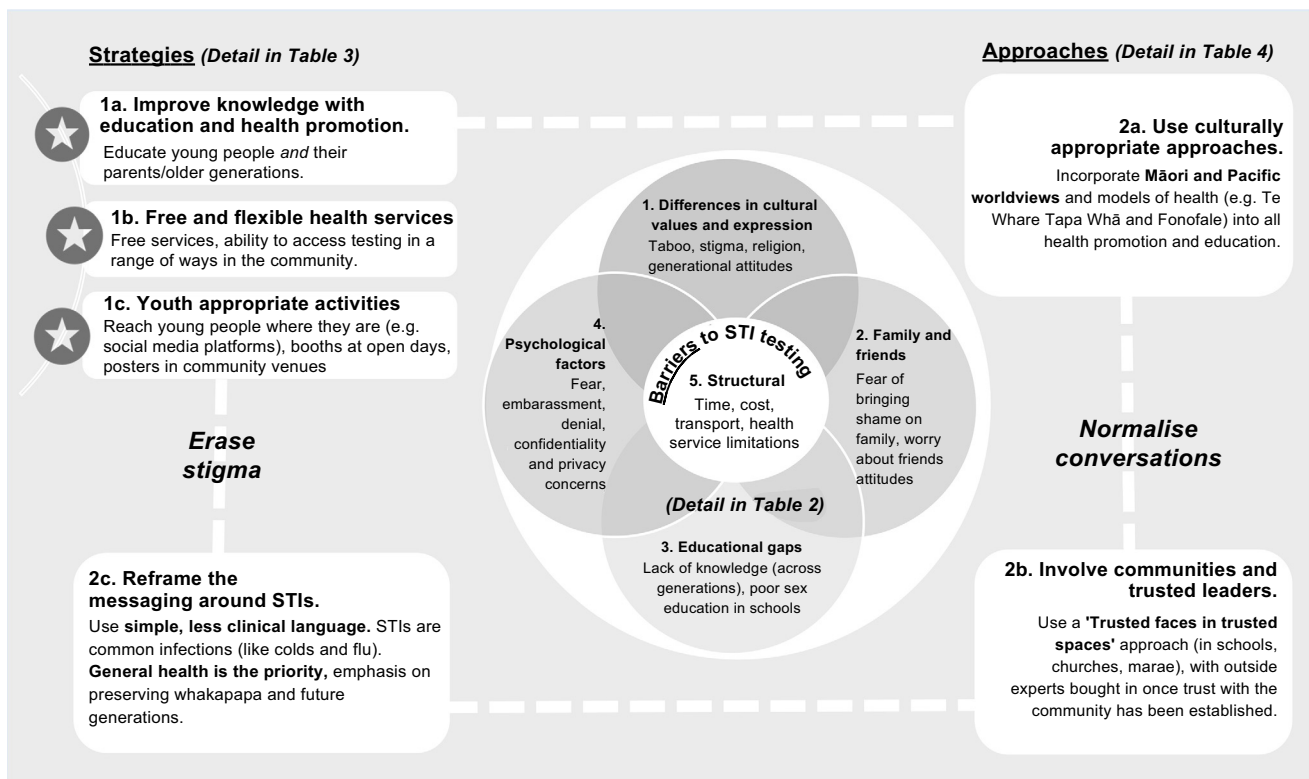 Strategies (Detail in Table 3)
1a. Improve knowledge with
education and health promotion.
Educate young people and their
parents/older generations.
1b. Free and flexible health services
Free services, ability to access testing in a
range of ways in the community.
1c. Youth appropriate activities
Reach young people where they are (e.g.
social media platforms), booths at open days,
posters in community venues
Erase
stigma
2c. Reframe the
messaging around STIs.
Use simple, less clinical language. STIs are
common infections (like colds and flu).
General health is the priority, emphasis on
preserving whakapapa and future
generations.
1. Differences in cultural
values and expression
Taboo, stigma, religion,
generational attitudes
4.
Psychological
factors
Fear,
embarassment,
denial,
confidentiality
and privacy
concerns
Barriers to STI testing
5. Structural
Time, cost,
transport, health
service limitations
2. Family and
friends
Fear of
bringing
shame on
family, worry
about friends
attitudes
(Detail in Table 2)
3. Educational gaps
Lack of knowledge (across
generations), poor sex
education in schools
Approaches (Detail in Table 4)
2a. Use culturally
appropriate approaches.
Incorporate Māori and Pacific
worldviews and models of health (e.g. Te
Whare Tapa Whā and Fonofale) into all
health promotion and education.
Normalise
conversations
2b. Involve communities and
trusted leaders.
Use a 'Trusted faces in trusted
spaces' approach (in schools,
churches, marae), with outside
experts bought in once trust with the
community has been established.